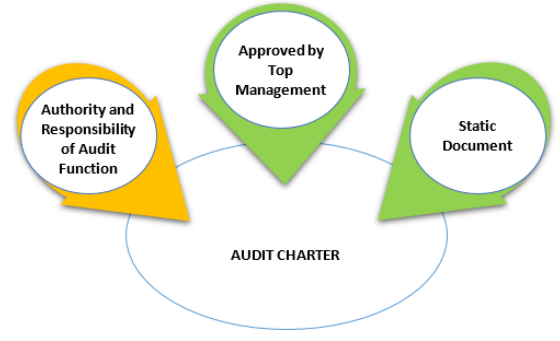 Authority and
Responsibility
of Audit
Function
Approved by
Top
Management
Static
Document
AUDIT CHARTER